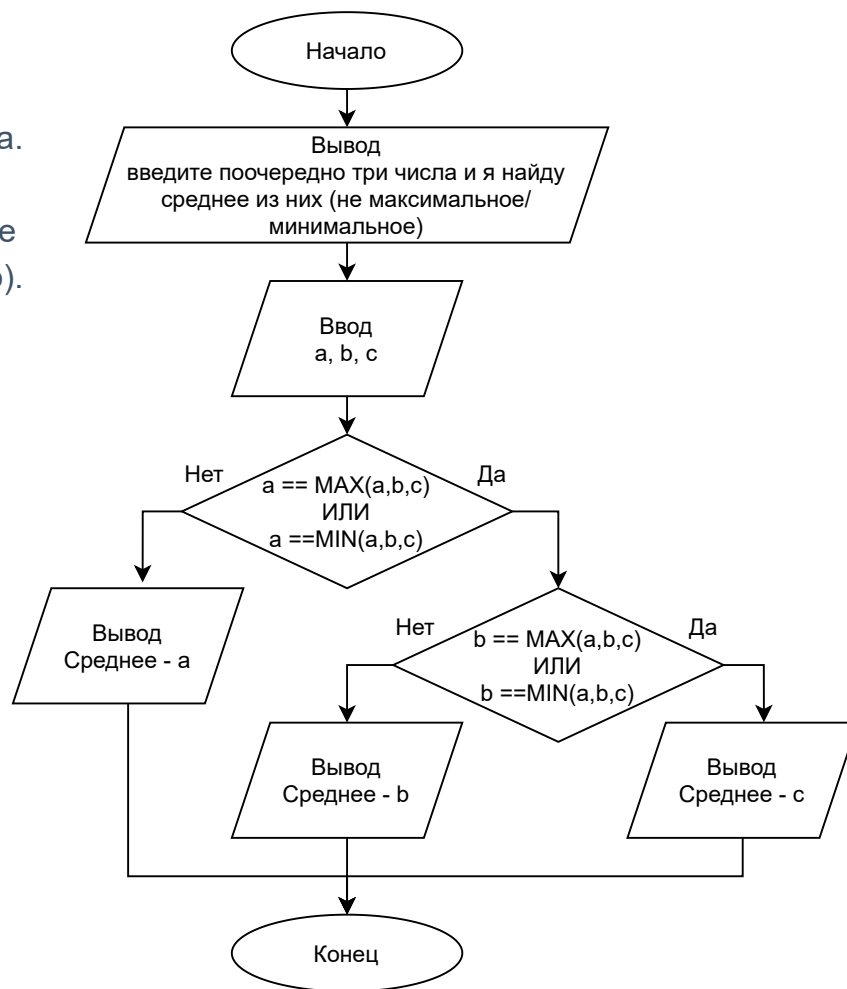 Начало
а.
е
).
Вывод
введите поочередно три числа и я найду
среднее из них (не максимальное/
минимальное)
Ввод
a, b, c
Нет
Да
a == MAX(a,b,c)
ИЛИ
a ==MIN(a,b,c)
Вывод
Среднее - a
Нет
Да
b == MAX(a,b,c)
ИЛИ
b ==MIN(a,b,c)
Вывод
Среднее - b
Вывод
Среднее - c
Конец